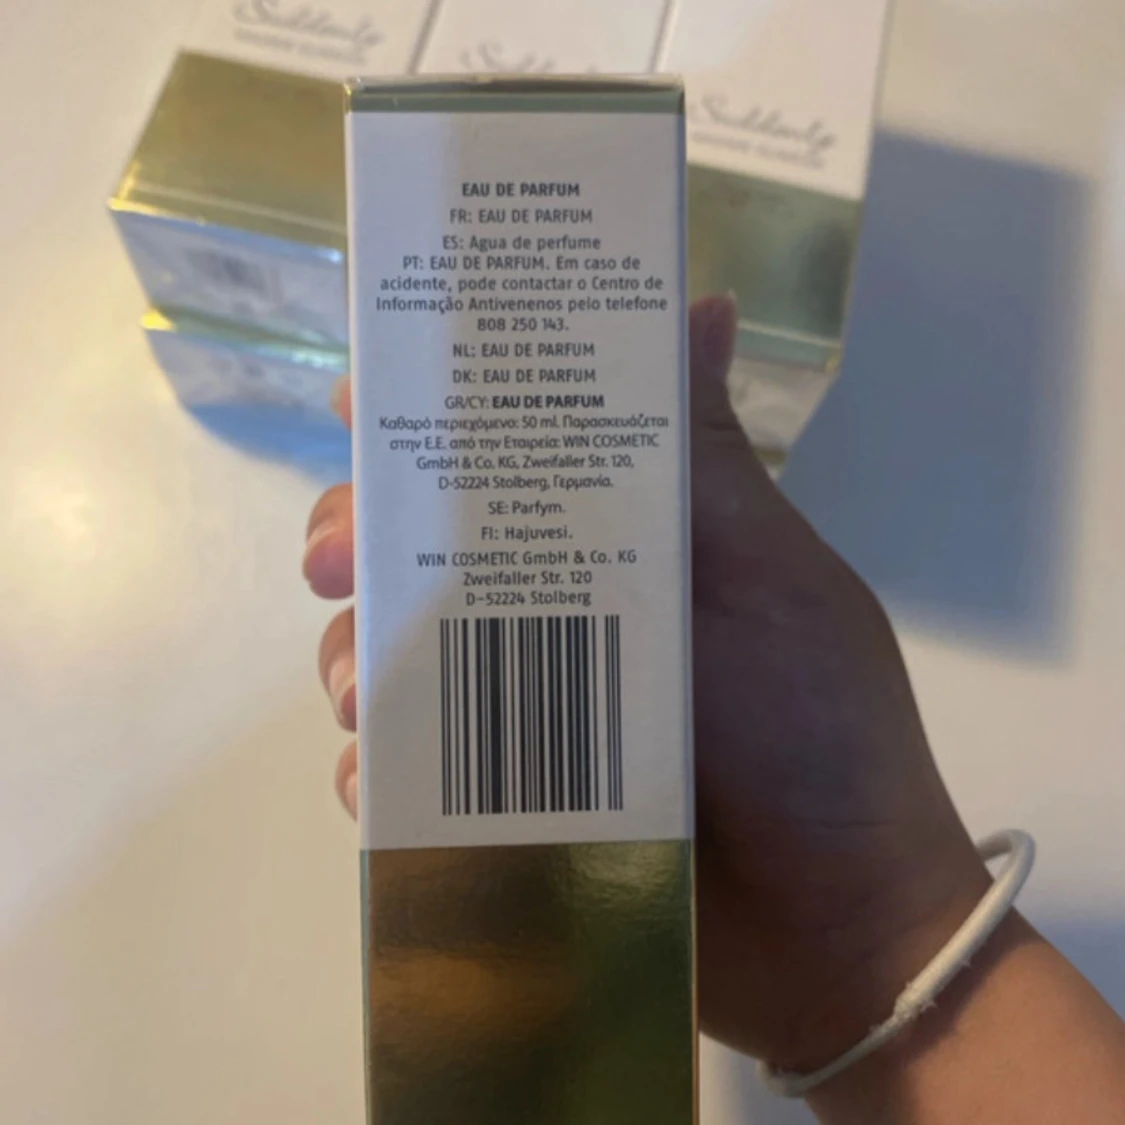 Suddenly
Suddenly
EAU DE PARFUM
FR: EAU DE PARFUM
ES: Agua de perfume
PT: EAU DE PARFUM. Em caso de
acidente, pode contactar o Centro de
Informação Antivenenos pelo telefone
808 250 143.
NL: EAU DE PARFUM
DK: EAU DE PARFUM
GR/CY: EAU DE PARFUM
Καθαρό περιεχόμενο: 50 ml. Παρασκευάζεται
στην Ε.Ε. από την Εταιρεία: WIN COSMETIC
GmbH & Co. KG, Zweifaller Str. 120,
D-52224 Stolberg, Γερμανία.
SE: Parfym.
FI: Hajuvesi.
WIN COSMETIC GmbH & Co. KG
Zweifaller Str. 120
D-52224 Stolberg